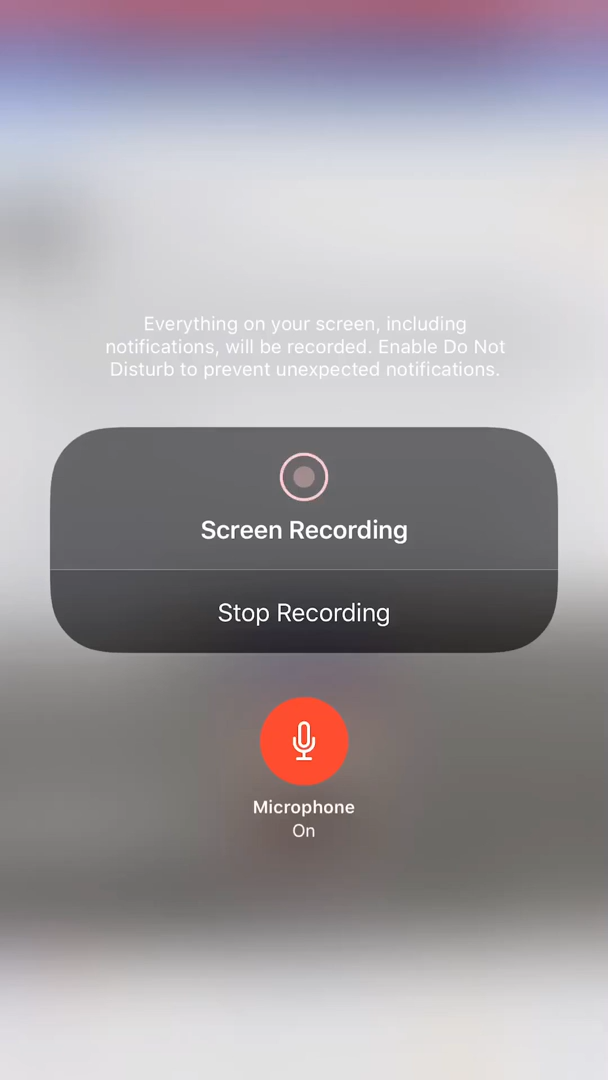 Everything on your screen, including
notifications, will be recorded. Enable Do Not
Disturb to prevent unexpected notifications.
Screen Recording
Stop Recording
Microphone
On